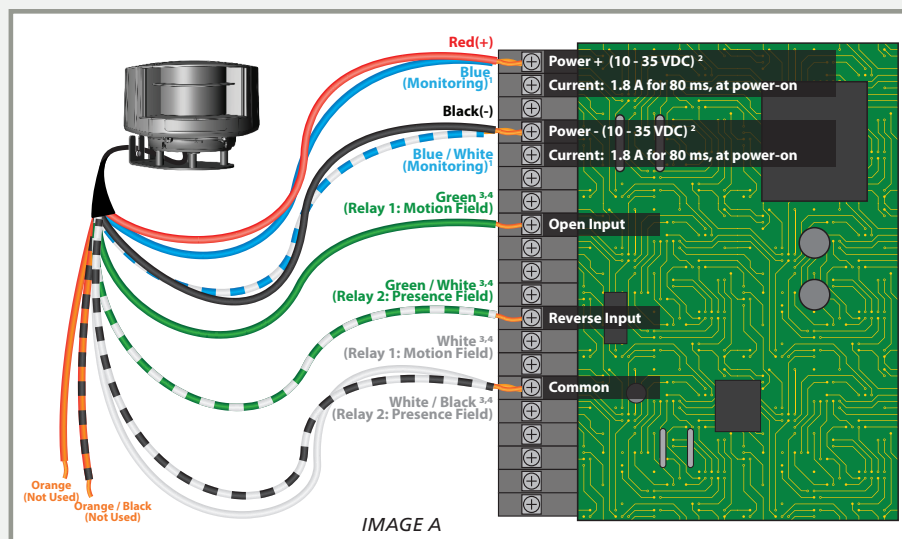 Red(+)
Blue
(Monitoring)¹
Black(-)
Blue / White
(Monitoring)¹
Green ³,⁴
(Relay 1: Motion Field)
Green / White ³,⁴
(Relay 2: Presence Field)
White ³,⁴
(Relay 1: Motion Field)
White / Black ³,⁴
(Relay 2: Presence Field)
Power + (10 - 35 VDC) ²
Current: 1.8 A for 80 ms, at power-on
Power - (10 - 35 VDC) ²
Current: 1.8 A for 80 ms, at power-on
Open Input
Reverse Input
Common
Orange
(Not Used)
Orange / Black
(Not Used)
IMAGE A